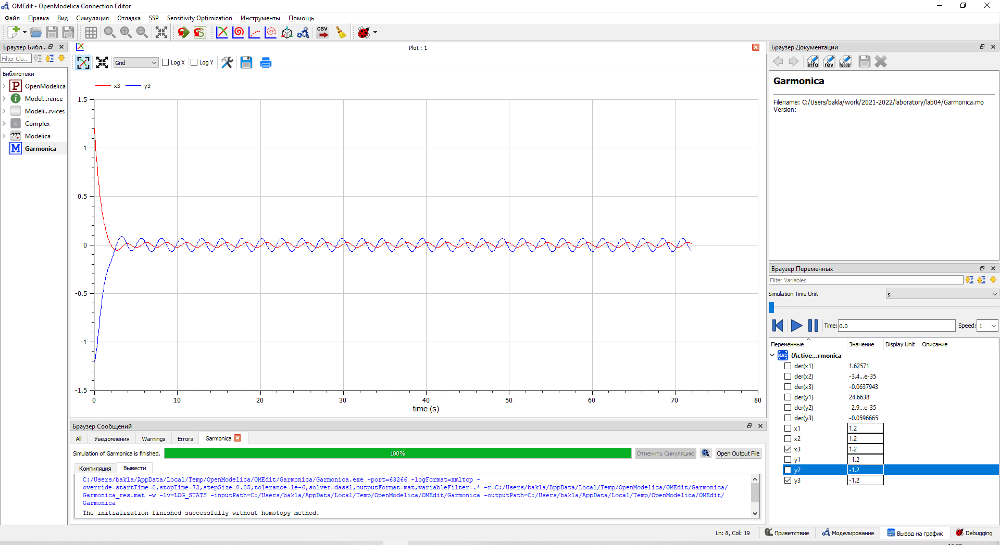 OMEdit - OpenModelica Connection Editor
Файл Правка Вид Симуляция Отладка SSP Sensitivity Optimization Инструменты Помощь
CSV
Браузер Библ...
Filter Cla...
Библиотеки
P OpenModelica
i Model...rence
Modeli...rvices
C Complex
Modelica
M Garmonica
Plot : 1
Grid Log X Log Y
x3 y3
1.5
1
0.5
0
-0.5
-1
-1.5
0 10 20 30 40 50 60 70 80
time (s)
Браузер Сообщений
All Уведомления Warnings Errors Garmonica
Simulation of Garmonica is finished. 100% Отменить Симуляцию Open Output File
Компиляция Вывести
C:/Users/bakla/AppData/Local/Temp/OpenModelica/OMEdit/Garmonica/Garmonica.exe -port=63266 -logFormat=xmltcp -
override=startTime=0,stopTime=72,stepSize=0.05,tolerance=1e-6,solver=dassl,outputFormat=mat,variableFilter=.* -r=C:/Users/bakla/AppData/Local/Temp/OpenModelica/OMEdit/Garmonica/
Garmonica_res.mat -w -lv=LOG_STATS -inputPath=C:/Users/bakla/AppData/Local/Temp/OpenModelica/OMEdit/Garmonica -outputPath=C:/Users/bakla/AppData/Local/Temp/OpenModelica/OMEdit/
Garmonica
The initialization finished successfully without homotopy method.
Браузер Документации
info rev header
Garmonica
Filename: C:/Users/bakla/work/2021-2022/laboratory/lab04/Garmonica.mo
Version:
Браузер Переменных
Filter Variables
Simulation Time Unit s
Time: 0.0 Speed: 1
Переменные Значение Display Unit Описание
MAT (Active...rmonica
der(x1) 1.62571
der(x2) -3.4...e-35
der(x3) -0.0637943
der(y1) 24.6638
der(y2) -2.9...e-35
der(y3) -0.0596665
x1 1.2
x2 1.2
x3 1.2
y1 -1.2
y2 -1.2
y3 -1.2
Ln: 8, Col: 19 Приветствие Моделирование Вывод на график Debugging